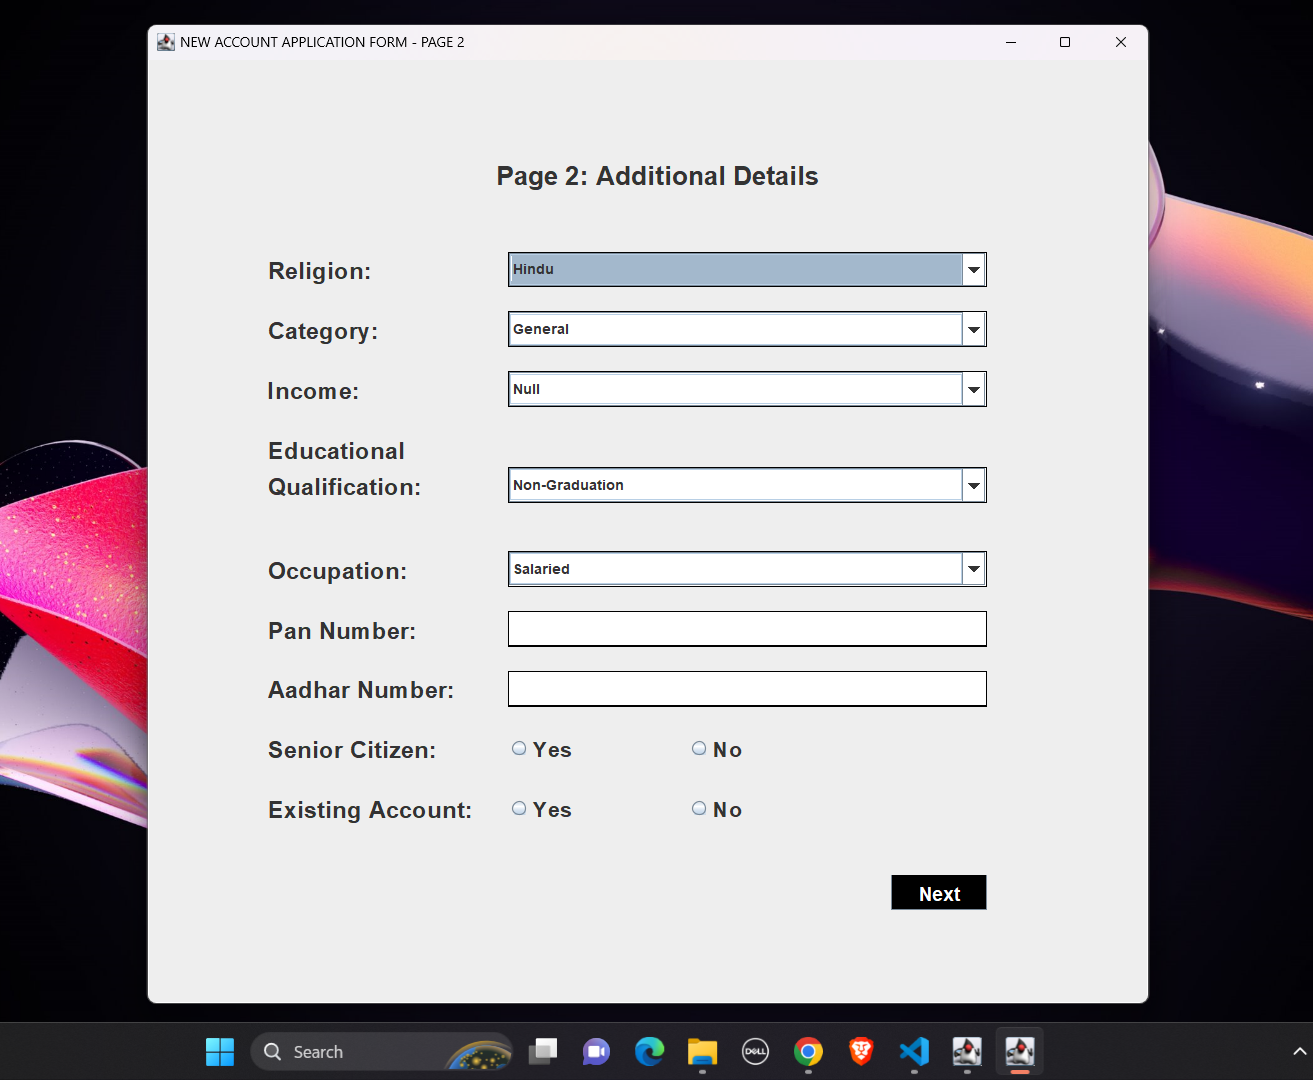 NEW ACCOUNT APPLICATION FORM - PAGE 2
Page 2: Additional Details
Religion: Hindu
Category: General
Income: Null
Educational
Qualification: Non-Graduation
Occupation: Salaried
Pan Number:
Aadhar Number:
Senior Citizen: Yes No
Existing Account: Yes No
Next
Search
DELL